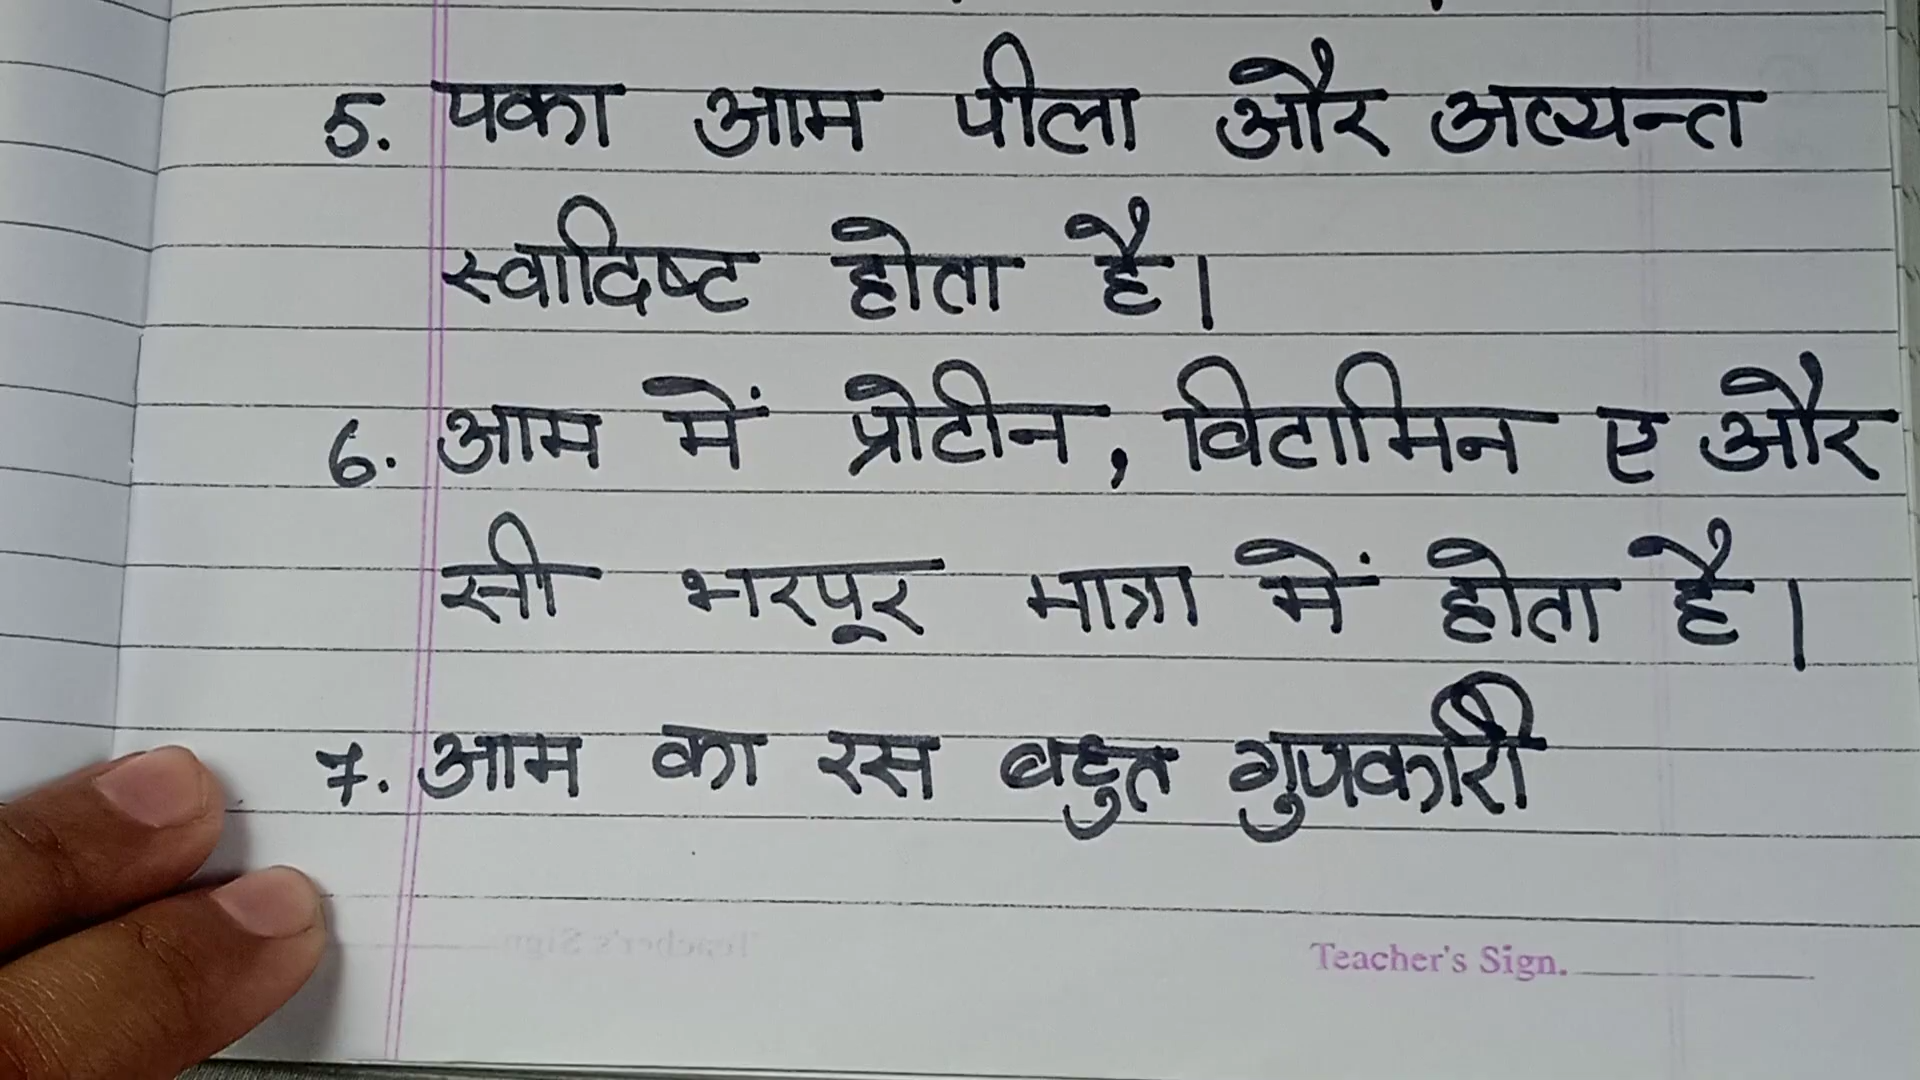 5. पका आम पीला और अत्यन्त
स्वादिष्ट होता है।
6. आम में प्रोटीन, विटामिन ए और
सी भरपूर मात्रा में होता है।
7. आम का रस बहुत गुणकारी
Teacher's Sign.